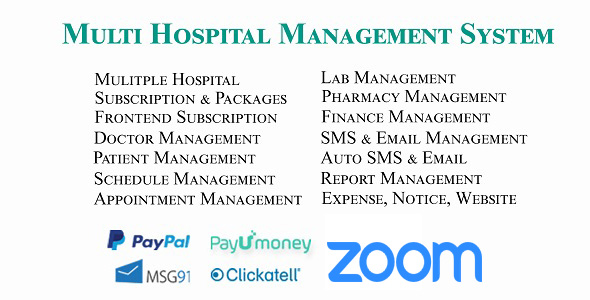 Multi Hospital Management System
Mulitple Hospital
Subscription & Packages
Frontend Subscription
Doctor Management
Patient Management
Schedule Management
Appointment Management
Lab Management
Pharmacy Management
Finance Management
SMS & Email Management
Auto SMS & Email
Report Management
Expense, Notice, Website
PayPal
PayUmoney
MSG91
Clickatell®
zoom